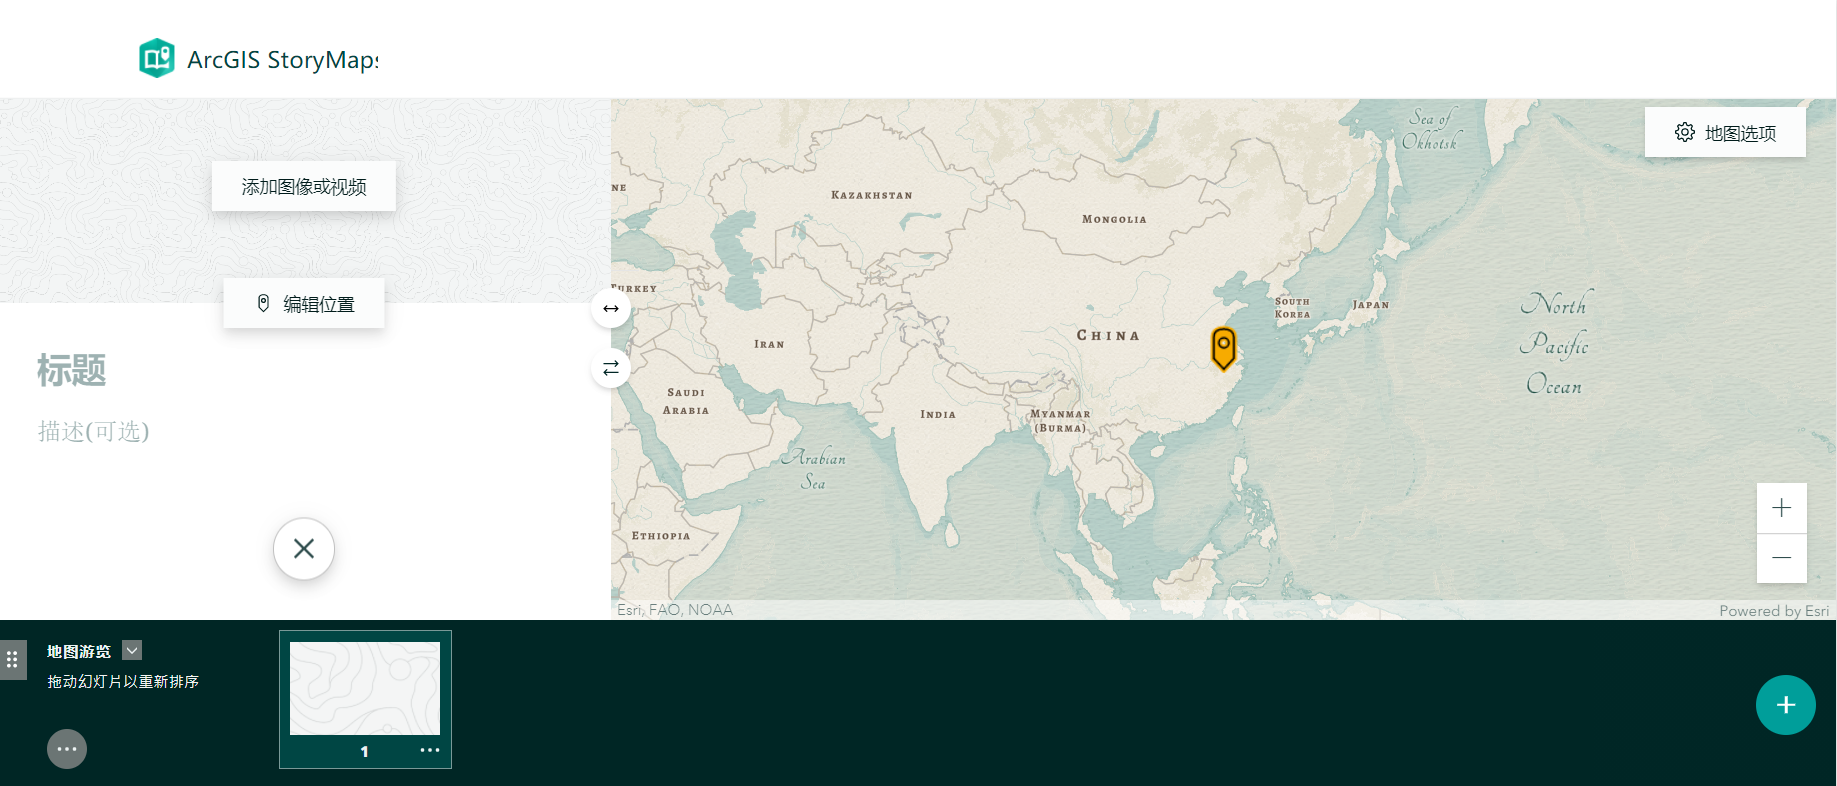 ArcGIS StoryMaps
添加图像或视频
编辑位置
标题
描述(可选)
地图选项
Sea of
Okhotsk
NE
KAZAKHSTAN
MONGOLIA
TURKEY
SOUTH
KOREA
JAPAN
CHINA
IRAN
SAUDI
ARABIA
INDIA
MYANMAR
(BURMA)
Arabian
Sea
ETHIOPIA
North
Pacific
Ocean
Esri, FAO, NOAA
Powered by Esri
地图游览
拖动幻灯片以重新排序
1